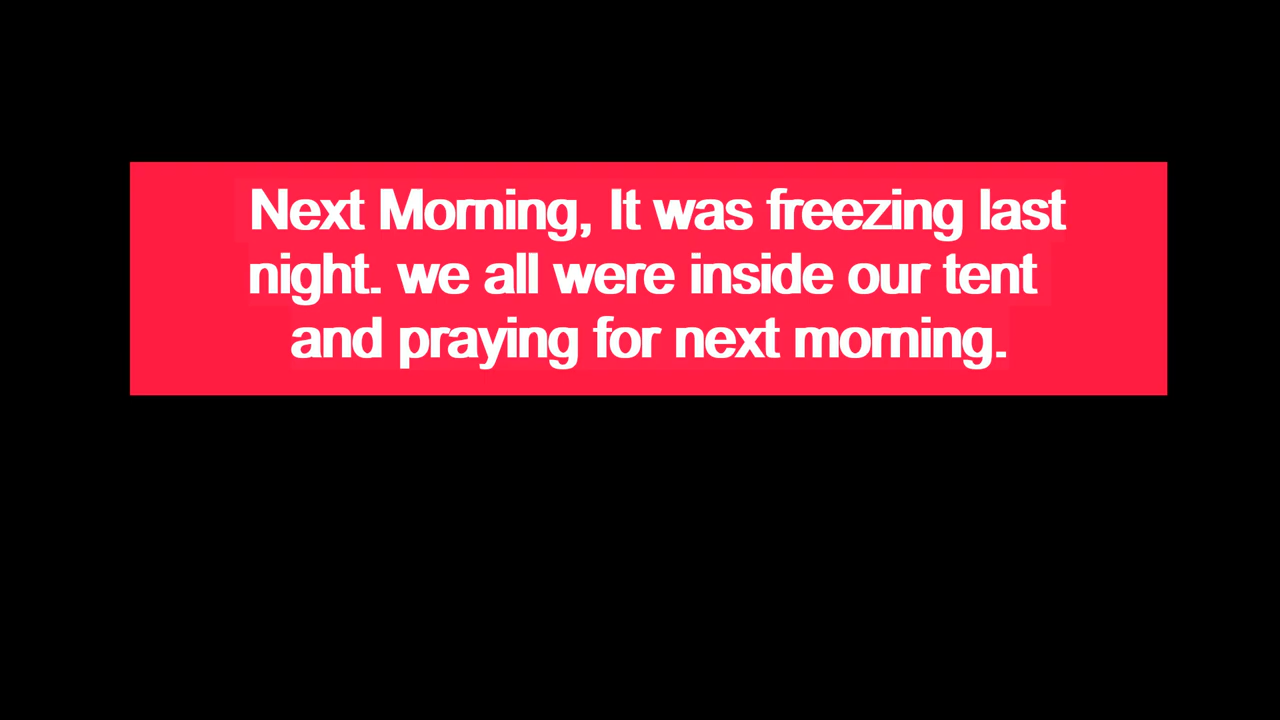 Next Morning, It was freezing last
night. we all were inside our tent
and praying for next morning.